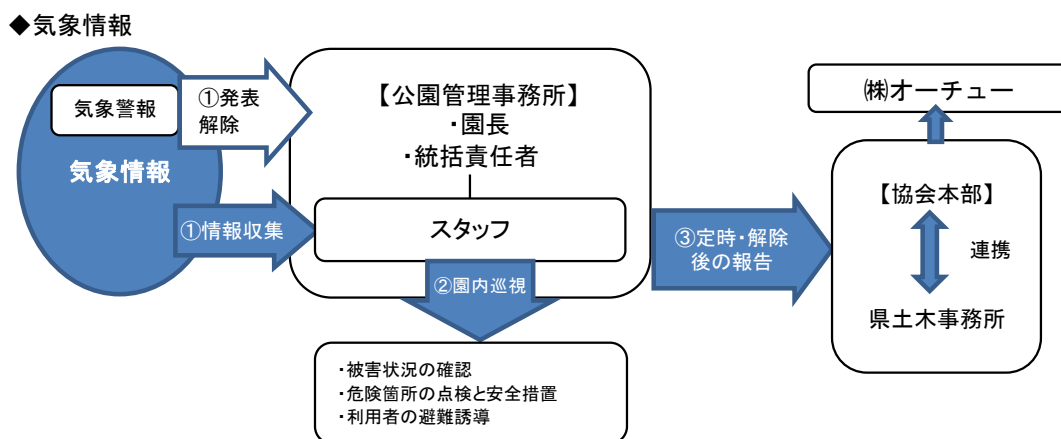 ◆気象情報
気象警報
気象情報
①発表
解除
①情報収集
【公園管理事務所】
・園長
・統括責任者
スタッフ
②園内巡視
・被害状況の確認
・危険箇所の点検と安全措置
・利用者の避難誘導
③定時・解除
後の報告
㈱オーチュー
【協会本部】
連携
県土木事務所